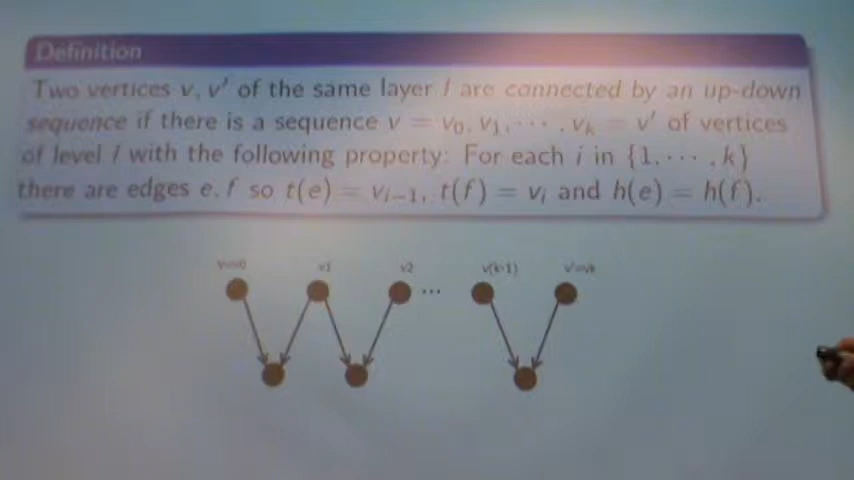 Definition
Two vertices v, v′ of the same layer l are connected by an up-down
sequence if there is a sequence v = v₀, v₁, ⋯ , vₖ = v′ of vertices
of level l with the following property: For each i in {1, ⋯ , k}
there are edges e, f so t(e) = vᵢ₋₁, t(f) = vᵢ and h(e) = h(f).
v=v0 v1 v2 v(k-1) v'=vk
...